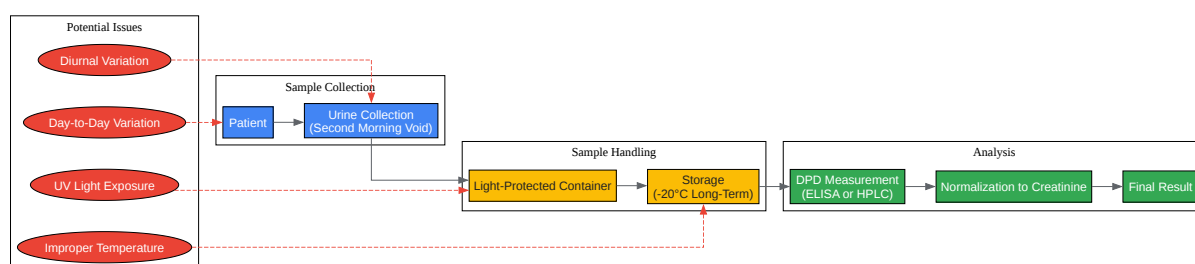 Potential Issues
Diurnal Variation
Day-to-Day Variation
UV Light Exposure
Improper Temperature
Sample Collection
Patient
Urine Collection
(Second Morning Void)
Sample Handling
Light-Protected Container
Storage
(-20°C Long-Term)
Analysis
DPD Measurement
(ELISA or HPLC)
Normalization to Creatinine
Final Result